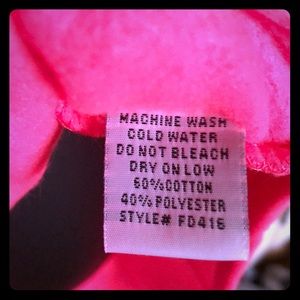 MACHINE WASH
COLD WATER
DO NOT BLEACH
DRY ON LOW
60%COTTON
40%POLYESTER
STYLE# FD416